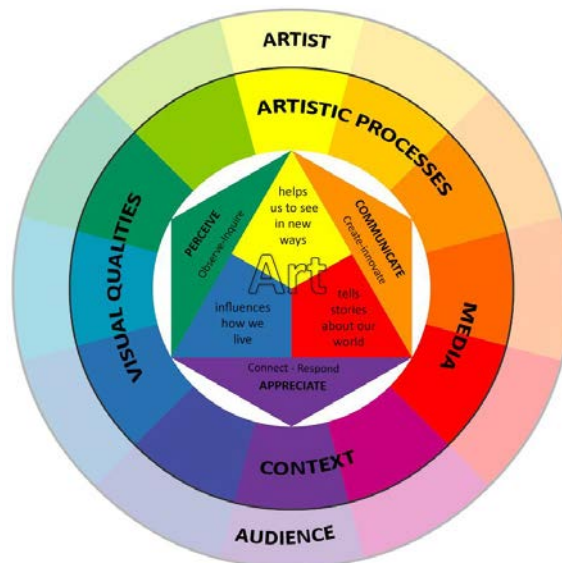 ARTIST
ARTISTIC PROCESSES
VISUAL QUALITIES
MEDIA
CONTEXT
AUDIENCE
PERCEIVE
Observe-Inquire
COMMUNICATE
Create-Innovate
helps
us to see
in new
ways
Art
influences
how we
live
tells
stories
about our
world
Connect - Respond
APPRECIATE